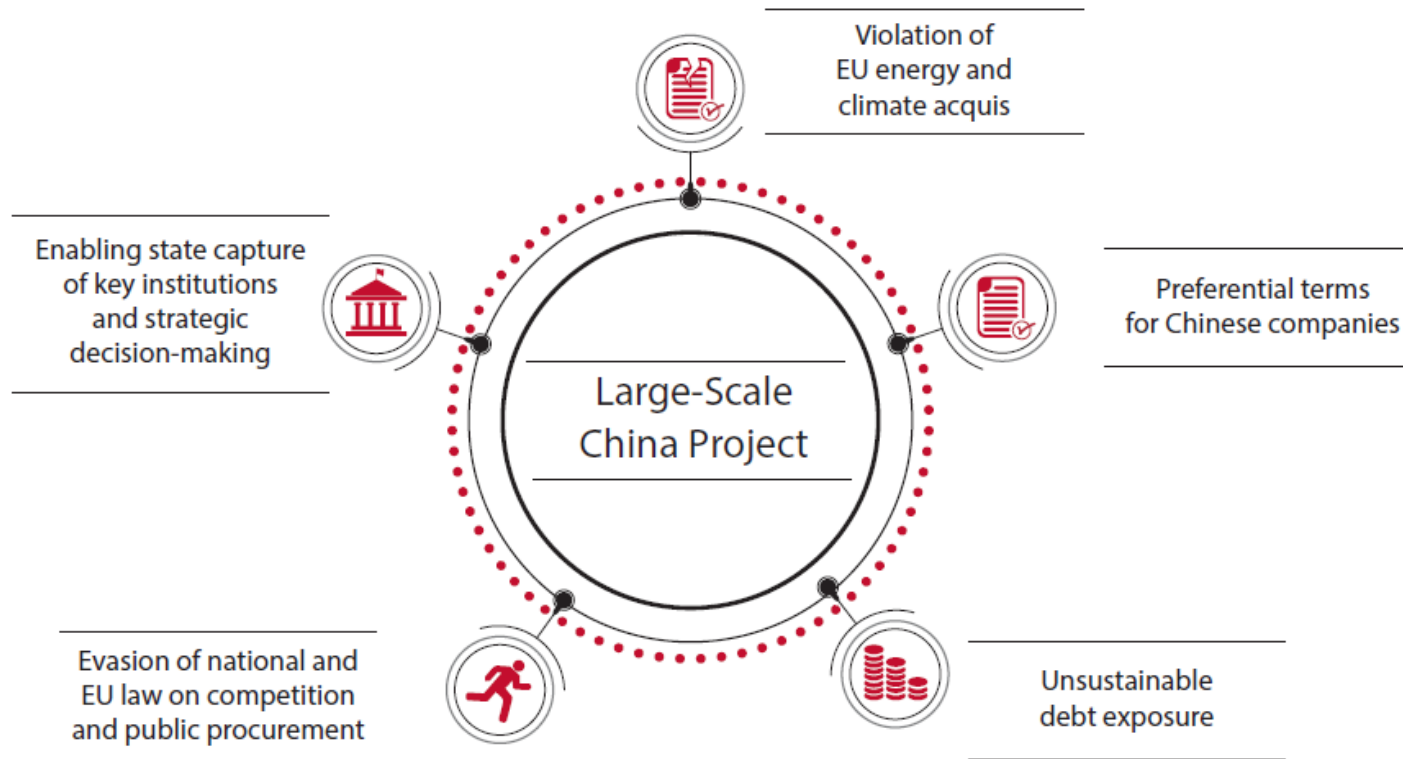 Violation of
EU energy and
climate acquis
Enabling state capture
of key institutions
and strategic
decision-making
Preferential terms
for Chinese companies
Large-Scale
China Project
Evasion of national and
EU law on competition
and public procurement
Unsustainable
debt exposure